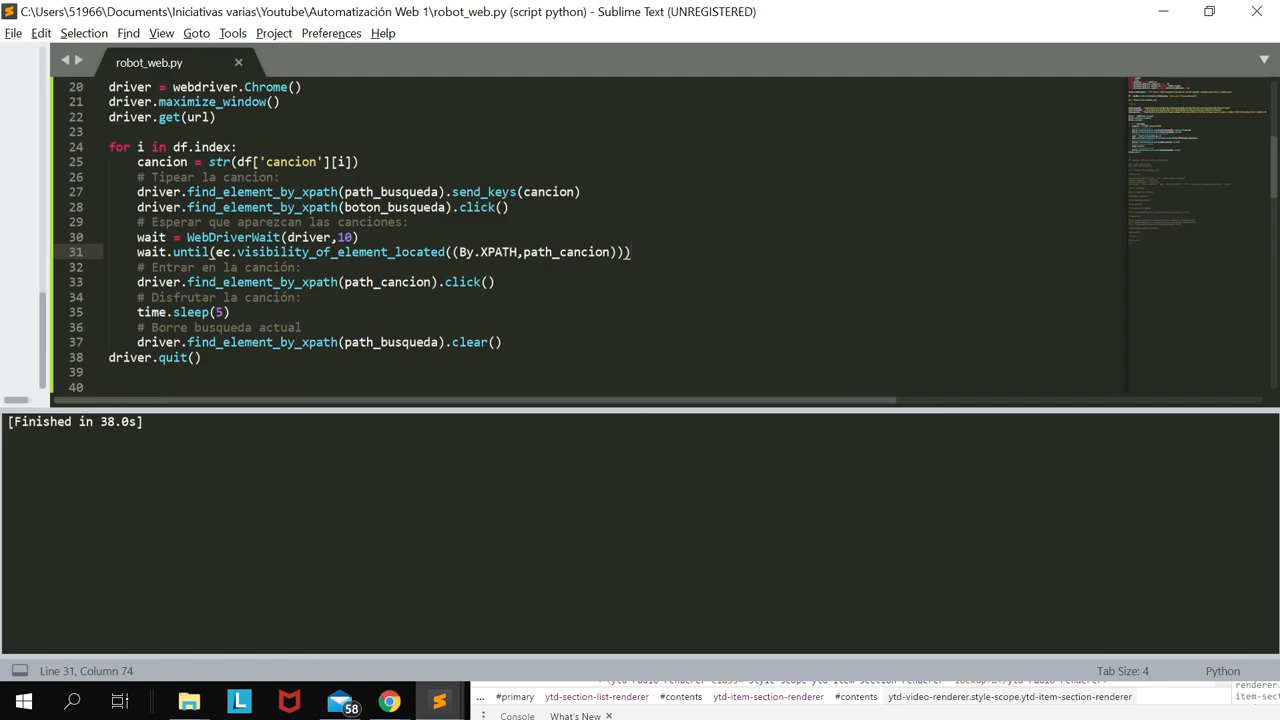 C:\Users\51966\Documents\Iniciativas varias\Youtube\Automatización Web 1\robot_web.py (script python) - Sublime Text (UNREGISTERED)
File Edit Selection Find View Goto Tools Project Preferences Help
robot_web.py
20 driver = webdriver.Chrome()
21 driver.maximize_window()
22 driver.get(url)
23
24 for i in df.index:
25 cancion = str(df['cancion'][i])
26 # Tipear la cancion:
27 driver.find_element_by_xpath(path_busqueda).send_keys(cancion)
28 driver.find_element_by_xpath(boton_busqueda).click()
29 # Esperar que aparezcan las canciones:
30 wait = WebDriverWait(driver,10)
31 wait.until(ec.visibility_of_element_located((By.XPATH,path_cancion)))
32 # Entrar en la canción:
33 driver.find_element_by_xpath(path_cancion).click()
34 # Disfrutar la canción:
35 time.sleep(5)
36 # Borre busqueda actual
37 driver.find_element_by_xpath(path_busqueda).clear()
38 driver.quit()
39
40
[Finished in 38.0s]
Line 31, Column 74 Tab Size: 4 Python
58
... #primary ytd-section-list-renderer #contents ytd-item-section-renderer #contents ytd-video-renderer.style-scope.ytd-item-section-renderer
item-sec
Console What's New